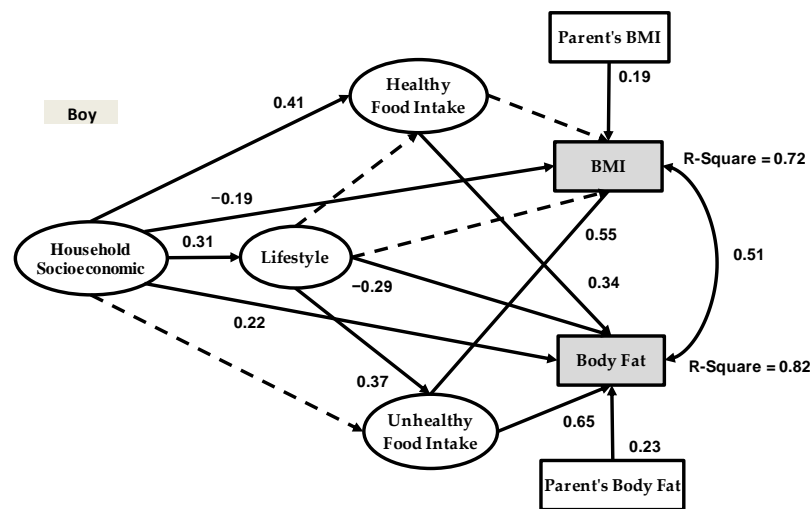 Parent's BMI
0.19
Healthy
Food Intake
0.41
Boy
BMI
R-Square = 0.72
−0.19
0.55
Household
Socioeconomic
0.31
Lifestyle
0.51
−0.29
0.34
0.22
Body Fat
R-Square = 0.82
0.37
Unhealthy
Food Intake
0.65
0.23
Parent's Body Fat